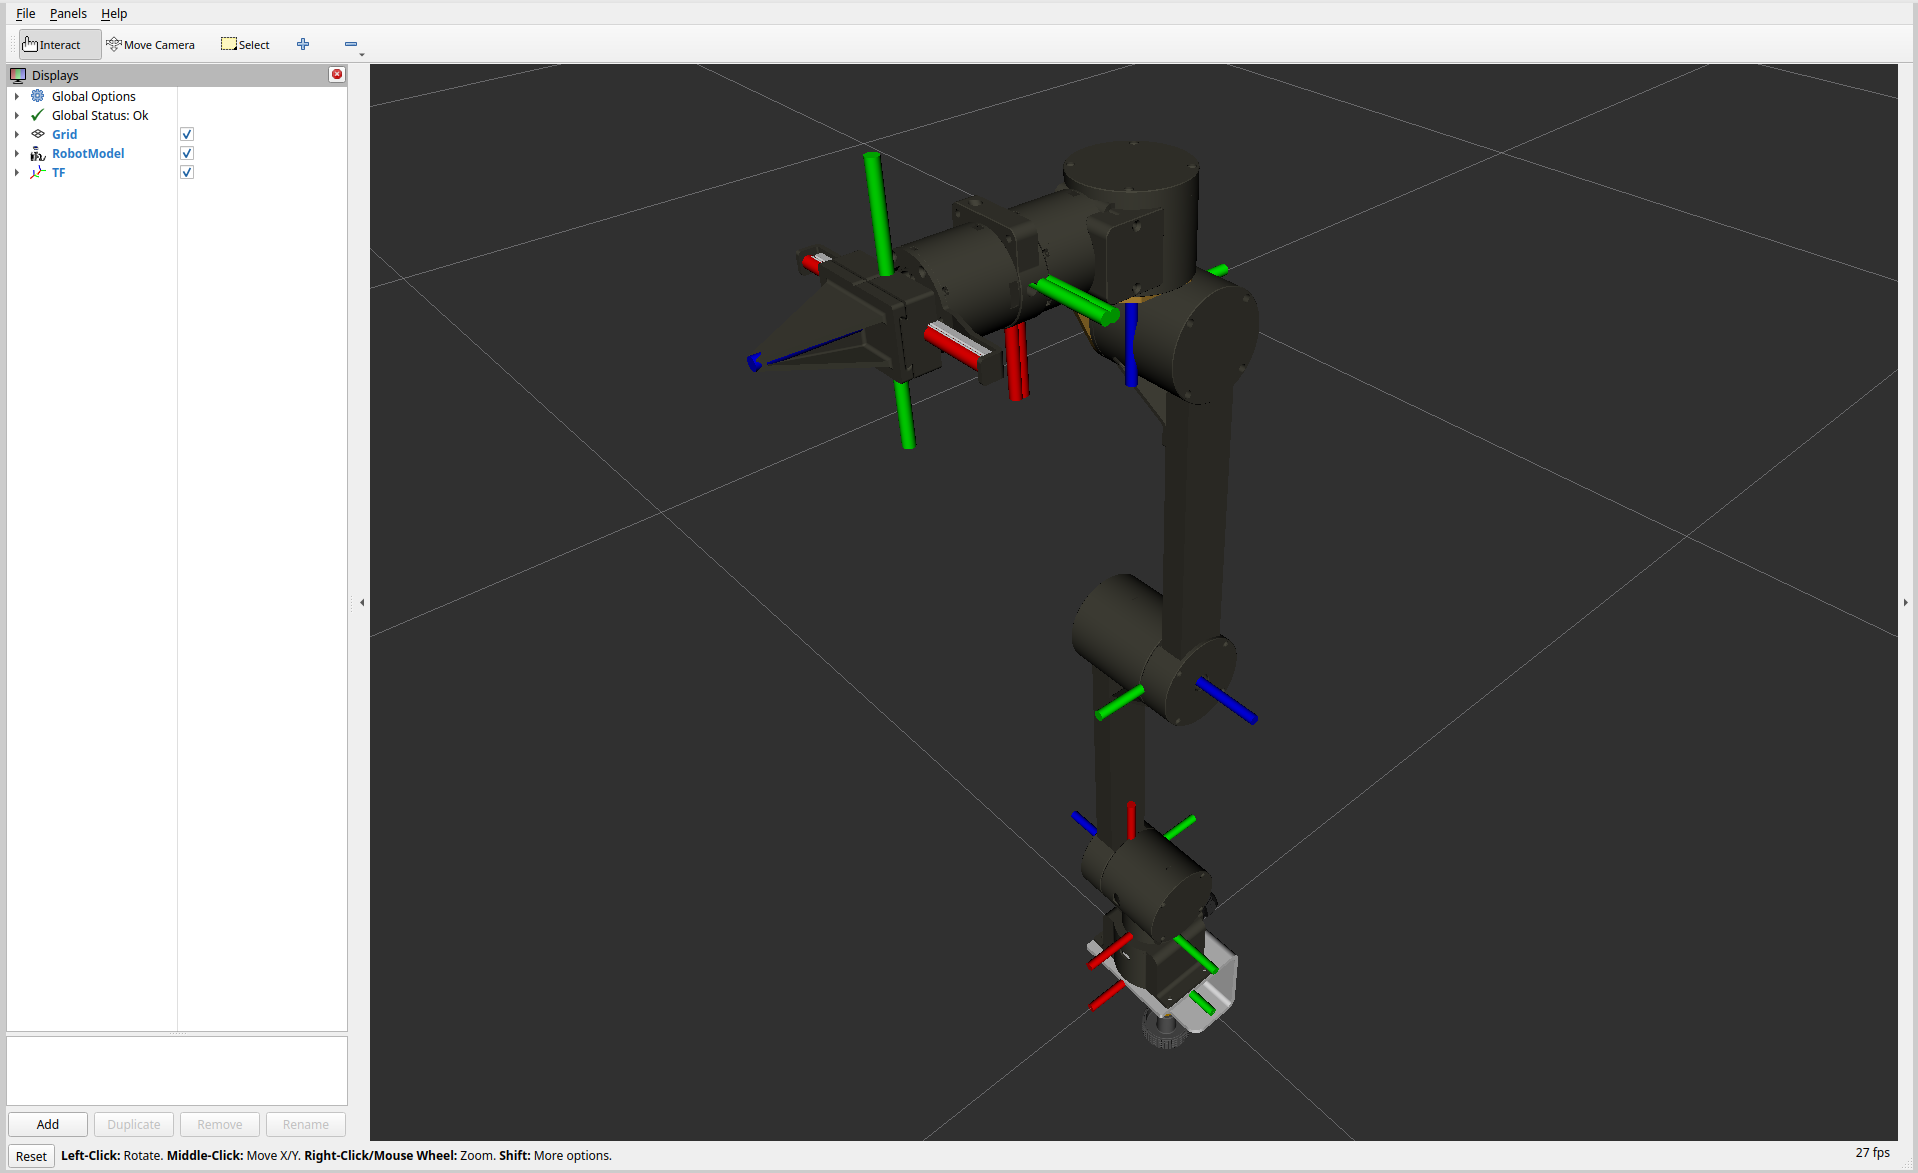 File Panels Help
Interact Move Camera Select
Displays
Global Options
Global Status: Ok
Grid
RobotModel
TF
Add Duplicate Remove Rename
Reset Left-Click: Rotate. Middle-Click: Move X/Y. Right-Click/Mouse Wheel: Zoom. Shift: More options. 27 fps